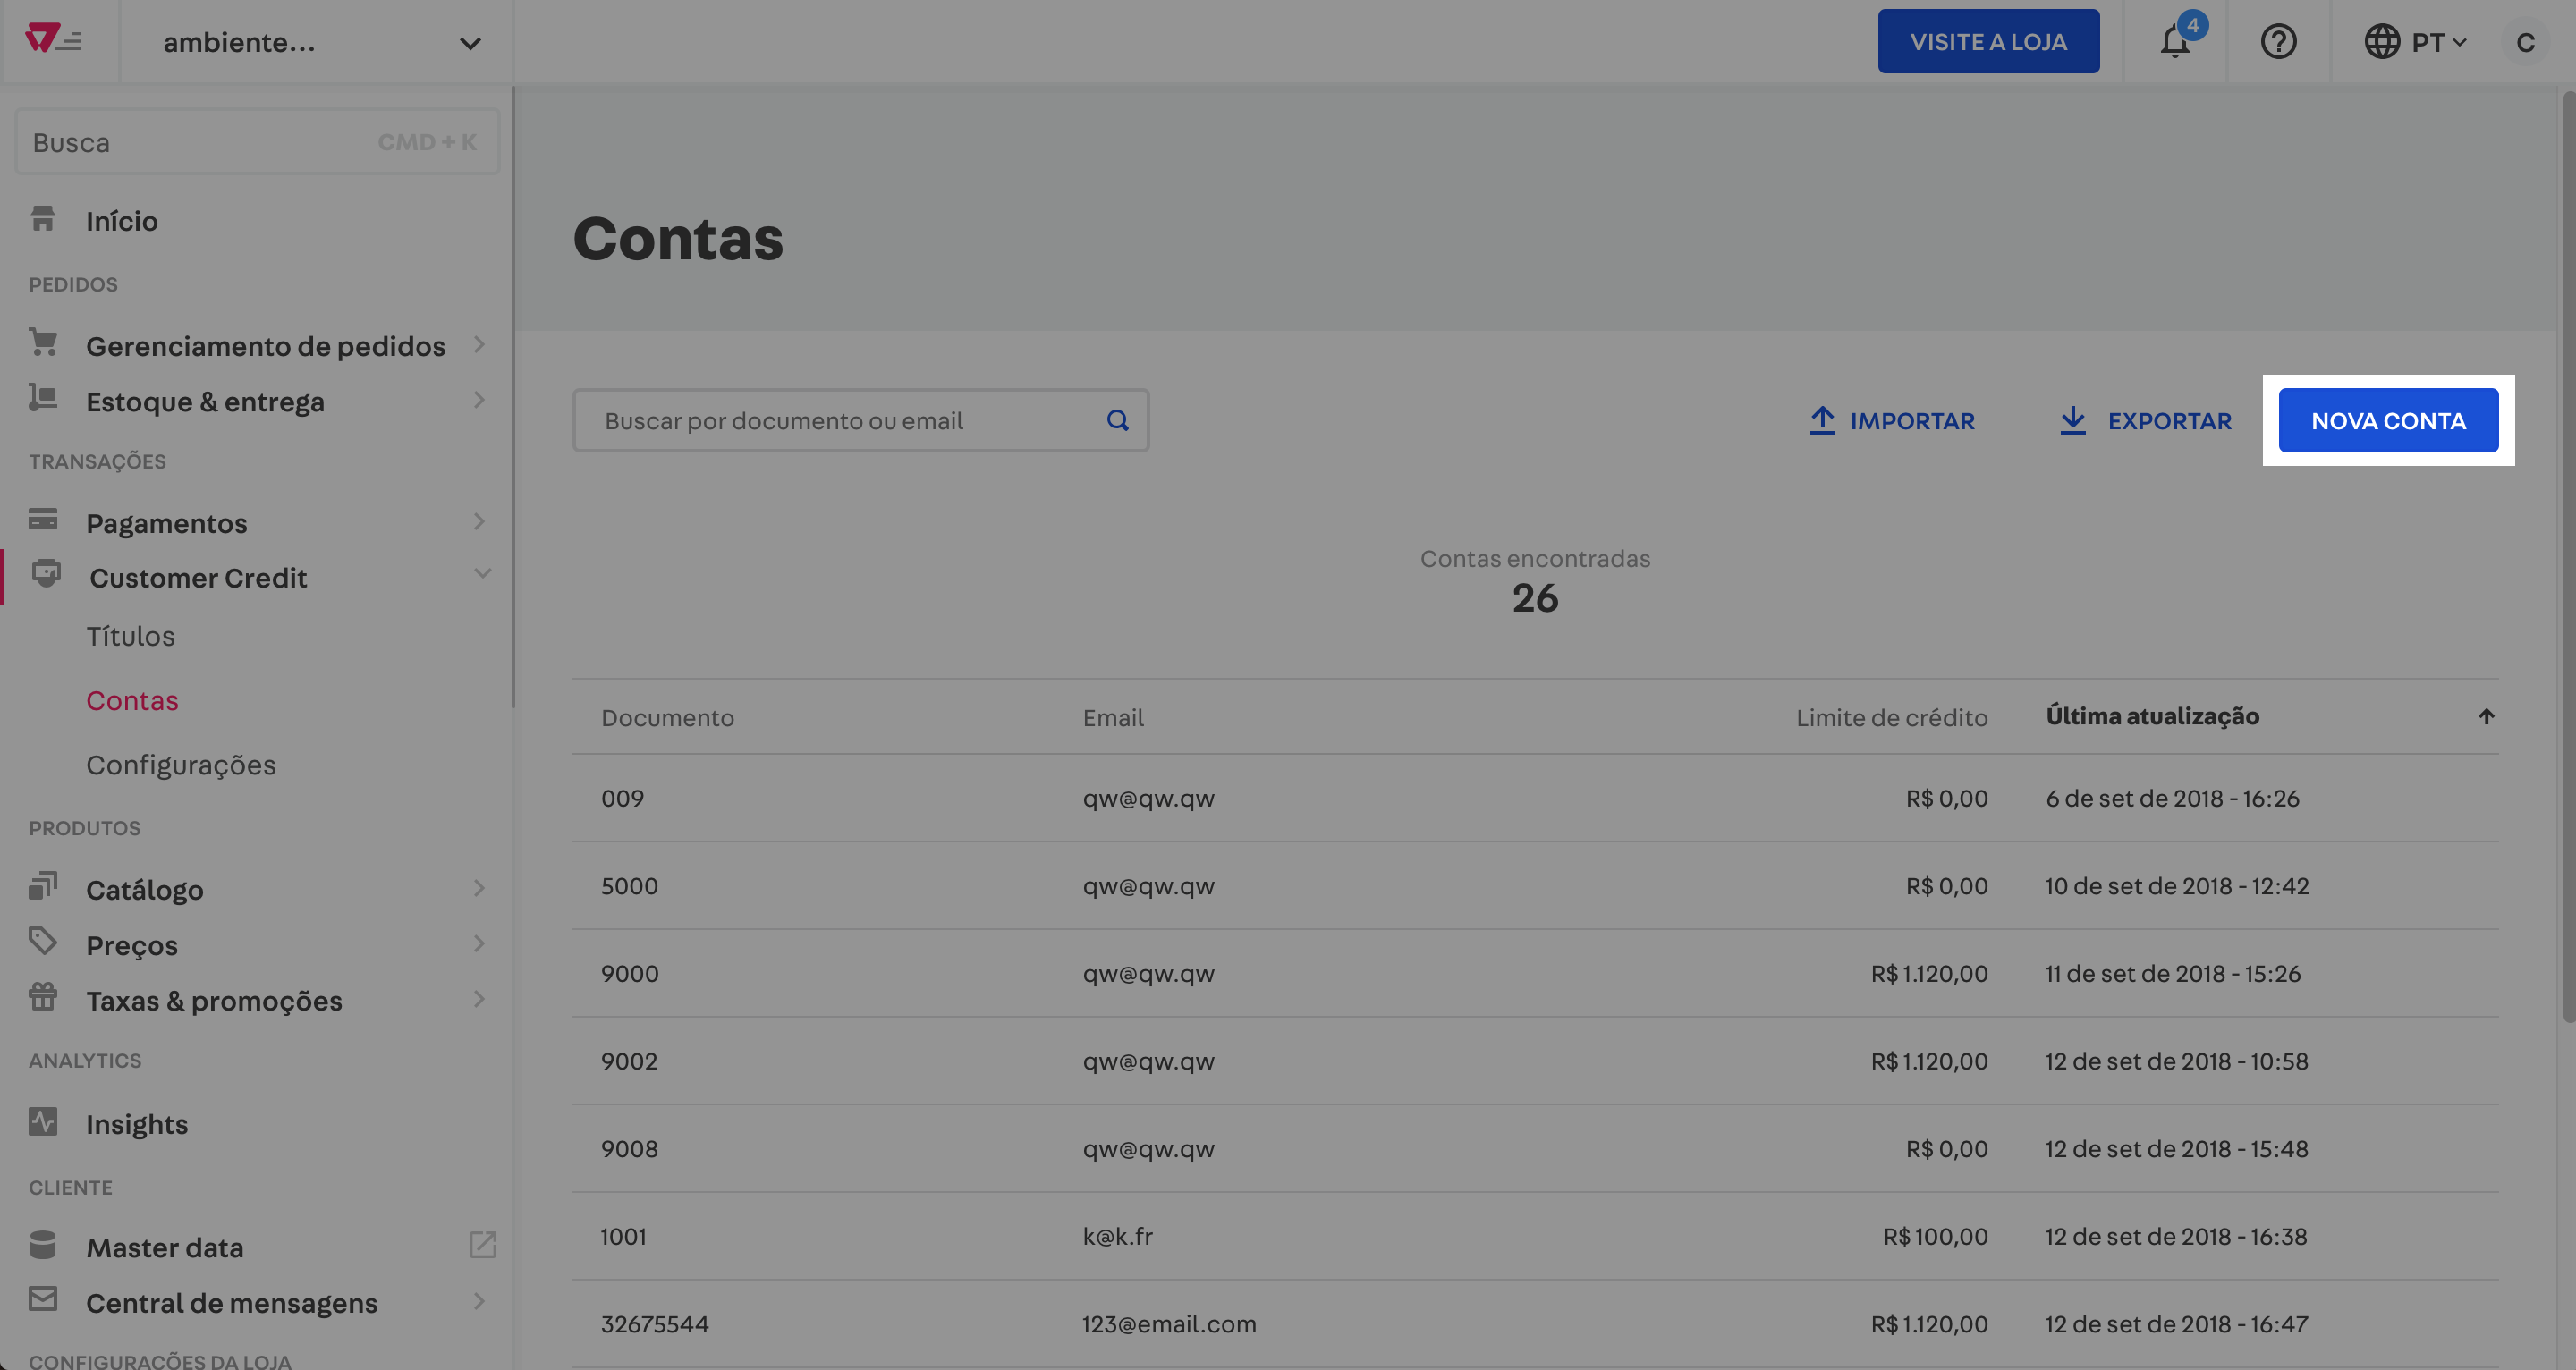 ambiente...
VISITE A LOJA
4
PT
C
Busca
CMD + K
Início
PEDIDOS
Gerenciamento de pedidos
Estoque & entrega
TRANSAÇÕES
Pagamentos
Customer Credit
Títulos
Contas
Configurações
PRODUTOS
Catálogo
Preços
Taxas & promoções
ANALYTICS
Insights
CLIENTE
Master data
Central de mensagens
CONFIGURAÇÕES DA LOJA
Contas
Buscar por documento ou email
IMPORTAR
EXPORTAR
NOVA CONTA
Contas encontradas
26
Documento Email Limite de crédito Última atualização
009 qw@qw.qw R$ 0,00 6 de set de 2018 - 16:26
5000 qw@qw.qw R$ 0,00 10 de set de 2018 - 12:42
9000 qw@qw.qw R$ 1.120,00 11 de set de 2018 - 15:26
9002 qw@qw.qw R$ 1.120,00 12 de set de 2018 - 10:58
9008 qw@qw.qw R$ 0,00 12 de set de 2018 - 15:48
1001 k@k.fr R$ 100,00 12 de set de 2018 - 16:38
32675544 123@email.com R$ 1.120,00 12 de set de 2018 - 16:47